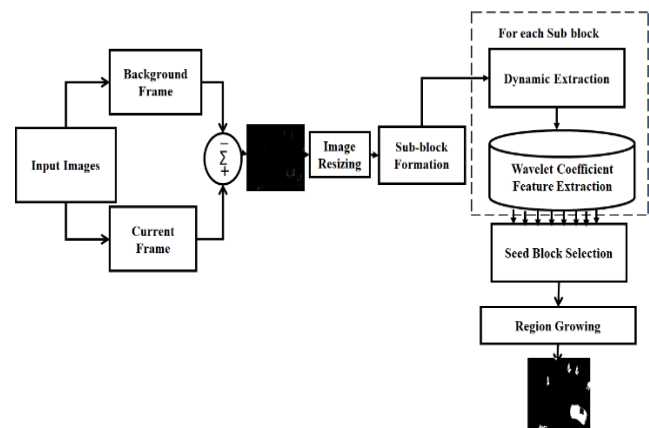 For each Sub block
Background
Frame
Dynamic Extraction
Input Images
−
Σ
+
Image
Resizing
Sub-block
Formation
Wavelet Coefficient
Feature Extraction
Current
Frame
Seed Block Selection
Region Growing